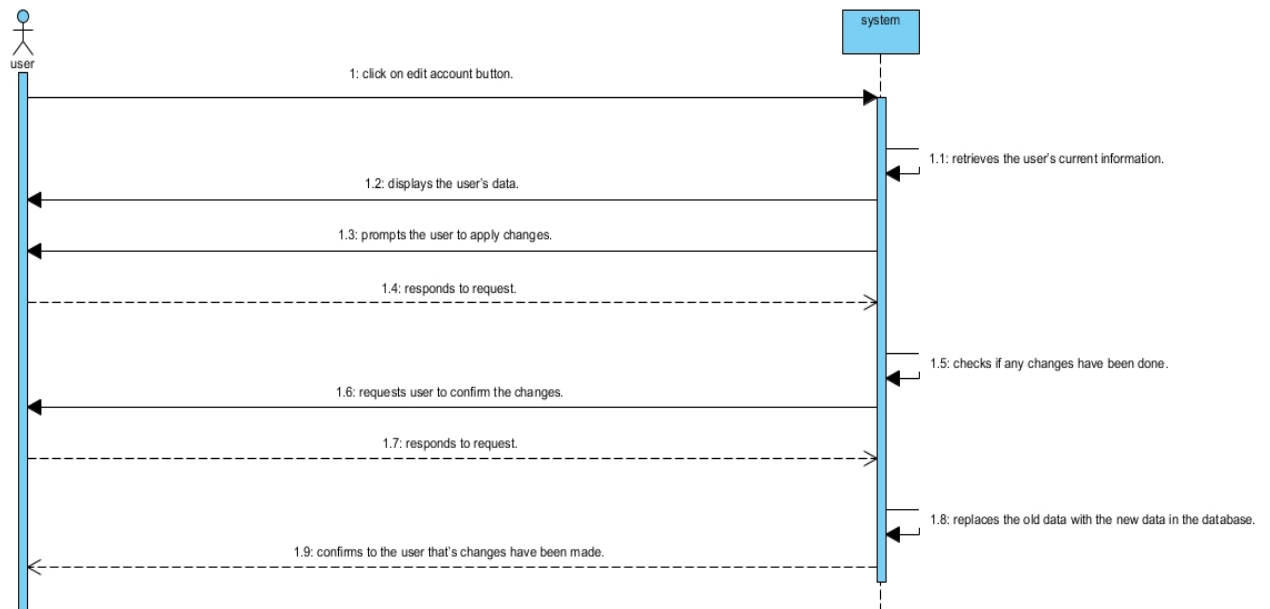 system
user
1: click on edit account button.
1.1: retrieves the user's current information.
1.2: displays the user's data.
1.3: prompts the user to apply changes.
1.4: responds to request.
1.5: checks if any changes have been done.
1.6: requests user to confirm the changes.
1.7: responds to request.
1.8: replaces the old data with the new data in the database.
1.9: confirms to the user that's changes have been made.